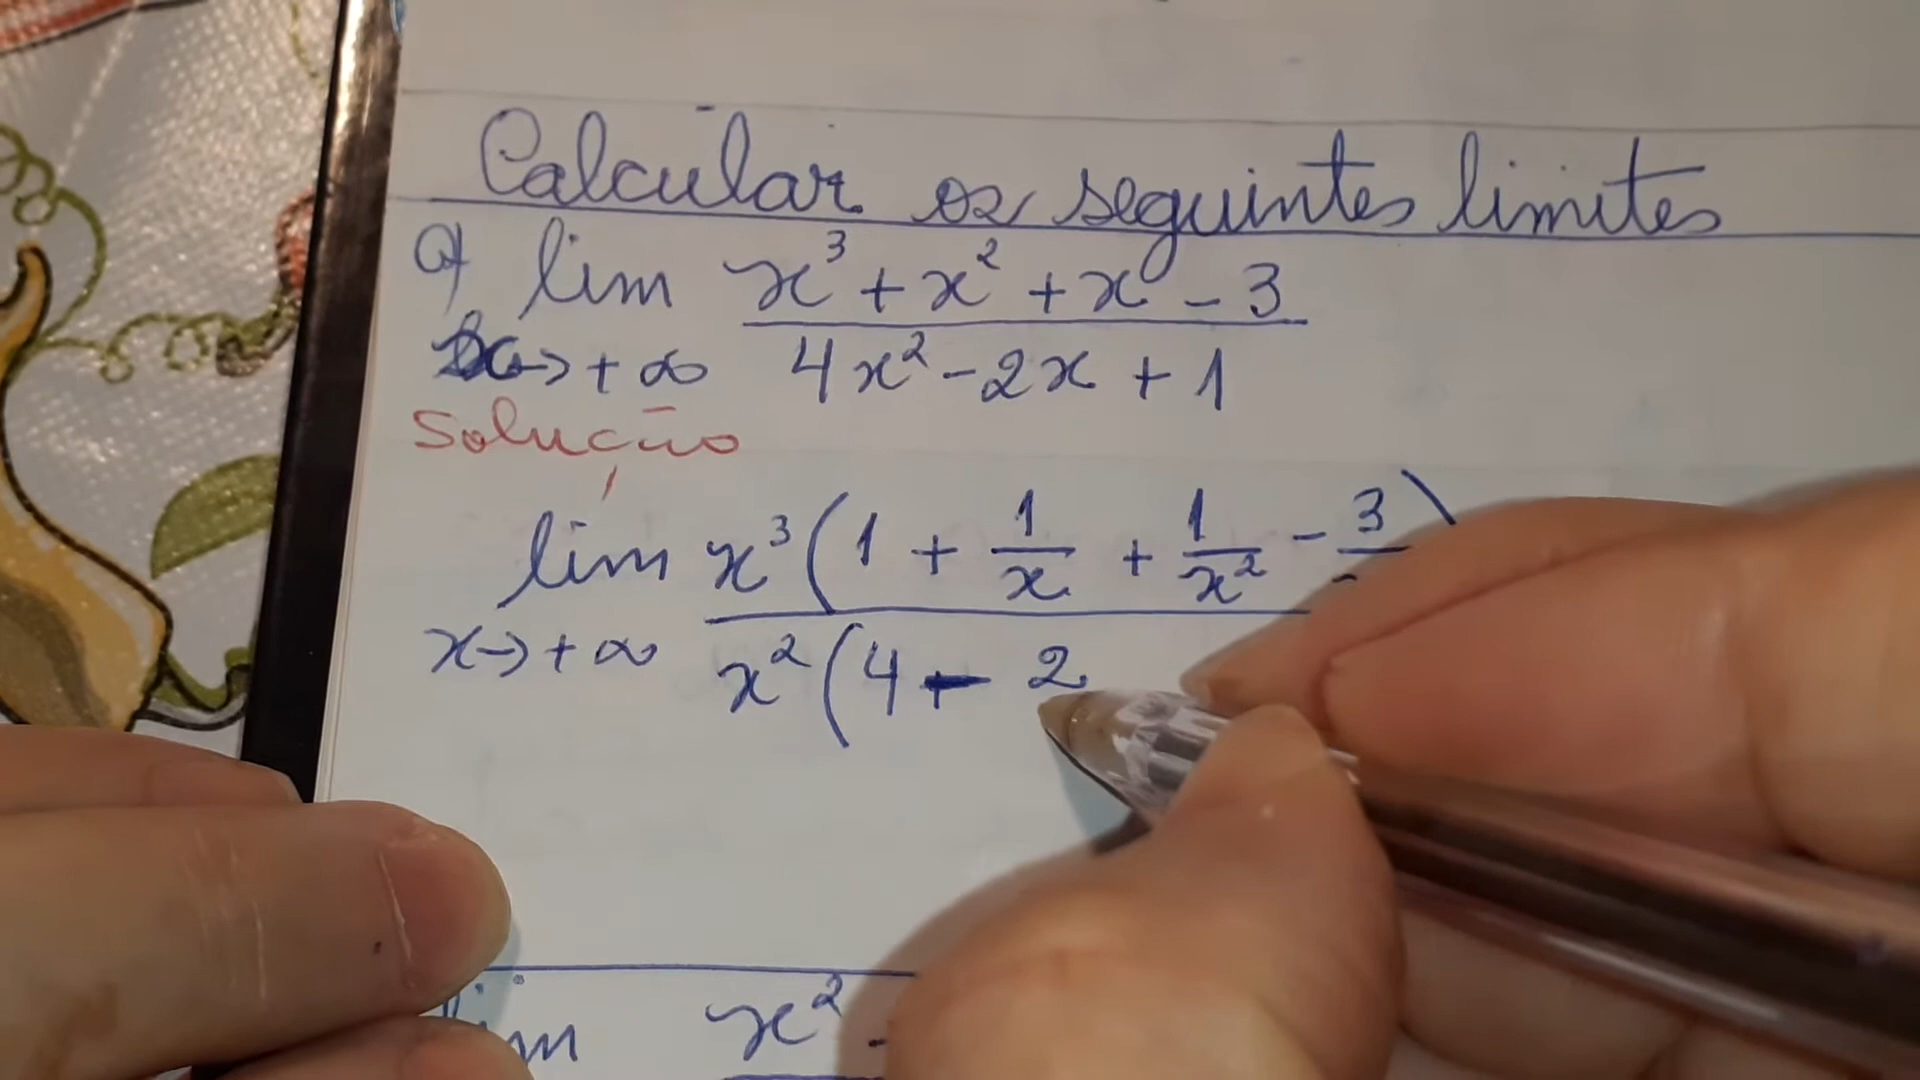 Calcular os seguintes limites
a) lim x³ + x² + x - 3
x→+∞ 4x² - 2x + 1
Solução
lim x³(1 + 1/x + 1/x² - 3)
x→+∞ x²(4 - 2
lim x² -